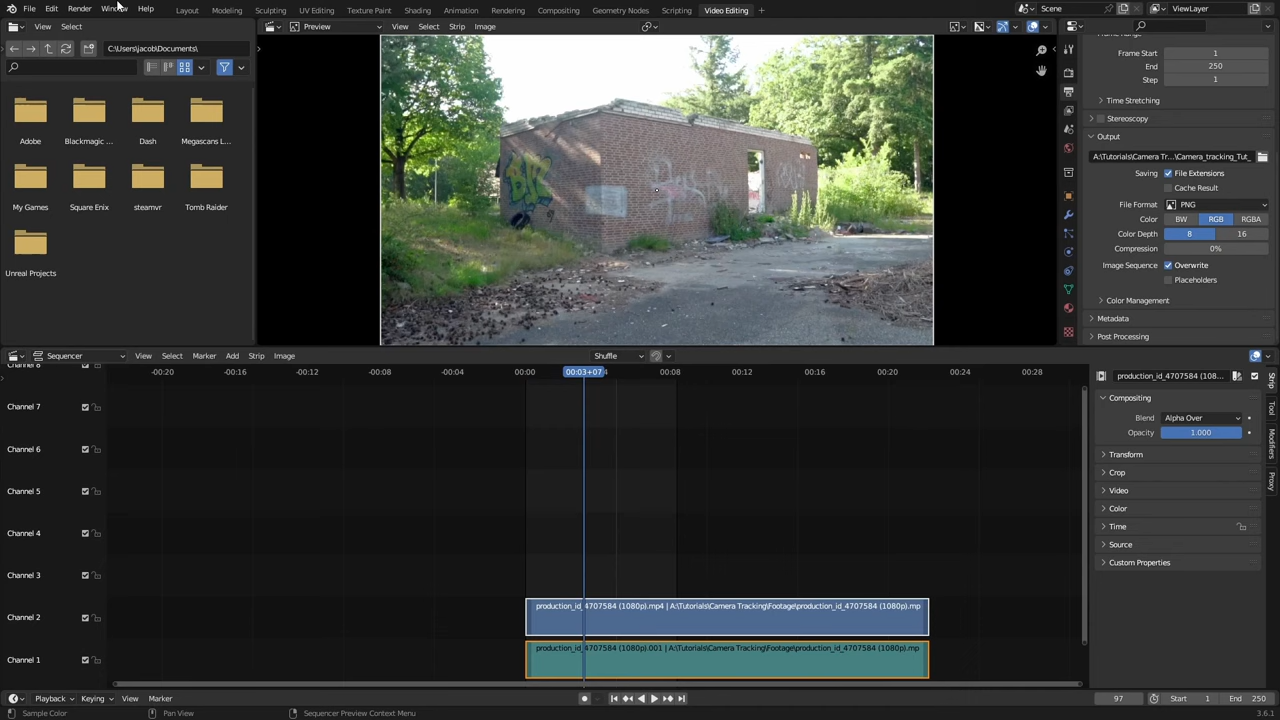 File Edit Render Window Help
Layout Modeling Sculpting UV Editing Texture Paint Shading Animation Rendering Compositing Geometry Nodes Scripting Video Editing +
Scene
ViewLayer
View Select
C:\Users\jacob\Documents\
Adobe
Blackmagic ...
Dash
Megascans L...
My Games
Square Enix
steamvr
Tomb Raider
Unreal Projects
Preview View Select Strip Image
Frame Start 1
End 250
Step 1
Time Stretching
Stereoscopy
Output
A:\Tutorials\Camera Tr...\Camera_tracking_Tut_
Saving File Extensions
Cache Result
File Format PNG
Color BW RGB RGBA
Color Depth 8 16
Compression 0%
Image Sequence Overwrite
Placeholders
Color Management
Metadata
Post Processing
Sequencer View Select Marker Add Strip Image
Shuffle
-00:20 -00:16 -00:12 -00:08 -00:04 00:00 00:03+07 00:08 00:12 00:16 00:20 00:24 00:28
Channel 7
Channel 6
Channel 5
Channel 4
Channel 3
Channel 2
Channel 1
production_id_4707584 (1080p).mp4 | A:\Tutorials\Camera Tracking\Footage\production_id_4707584 (1080p).mp
production_id_4707584 (1080p).001 | A:\Tutorials\Camera Tracking\Footage\production_id_4707584 (1080p).mp
production_id_4707584 (108...
Compositing
Blend Alpha Over
Opacity 1.000
Transform
Crop
Video
Color
Time
Source
Custom Properties
Strip
Tool
Modifiers
Proxy
Playback Keying View Marker
97
Start 1
End 250
Sample Color
Pan View
Sequencer Preview Context Menu
3.6.1